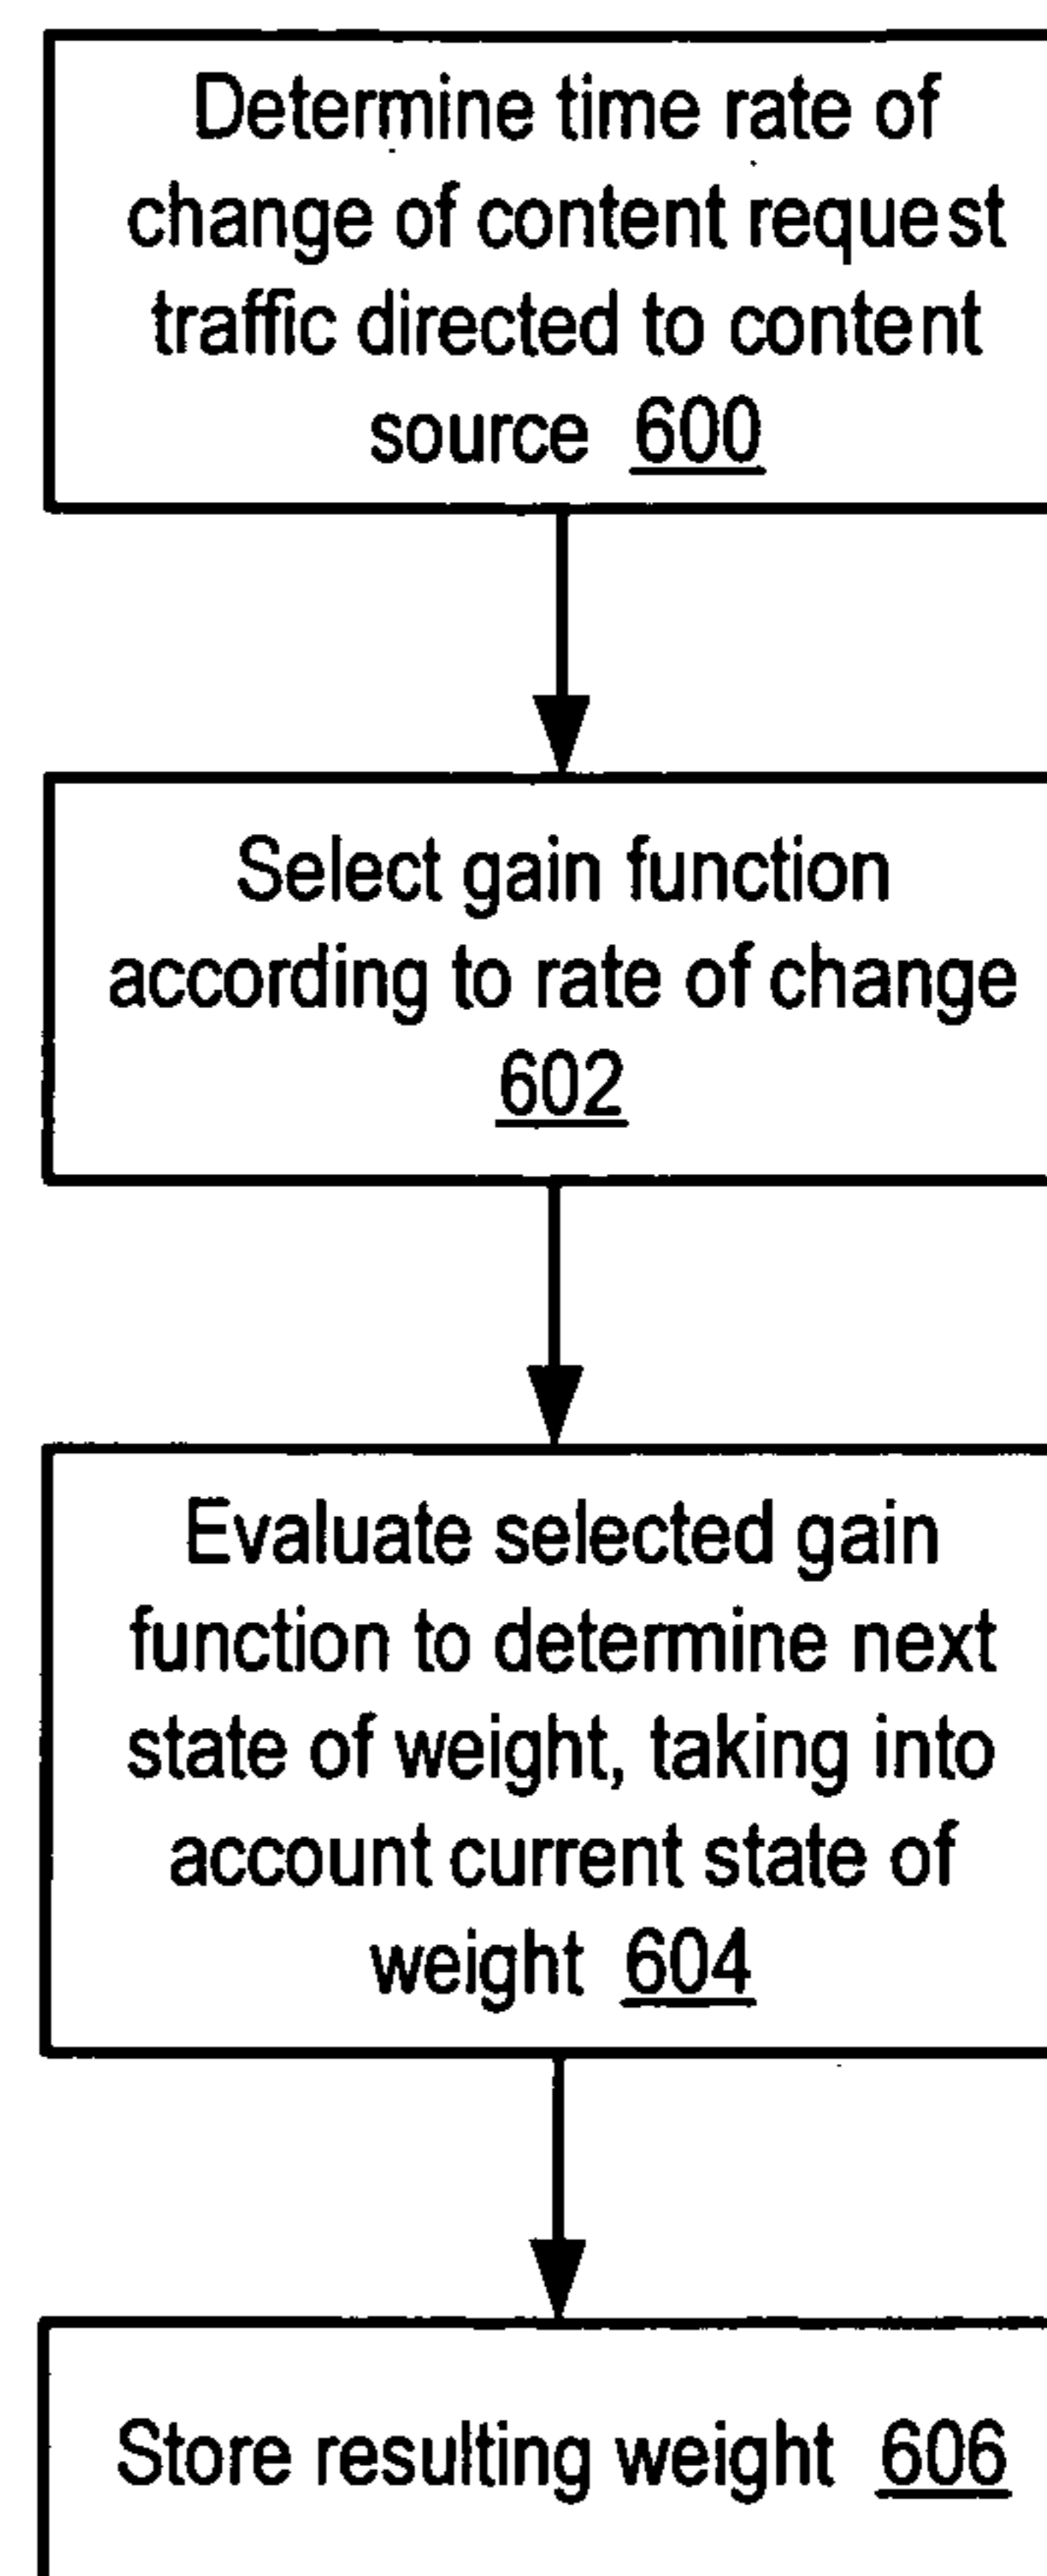 Determine time rate of
change of content request
traffic directed to content
source 600
Select gain function
according to rate of change
602
Evaluate selected gain
function to determine next
state of weight, taking into
account current state of
weight 604
Store resulting weight 606